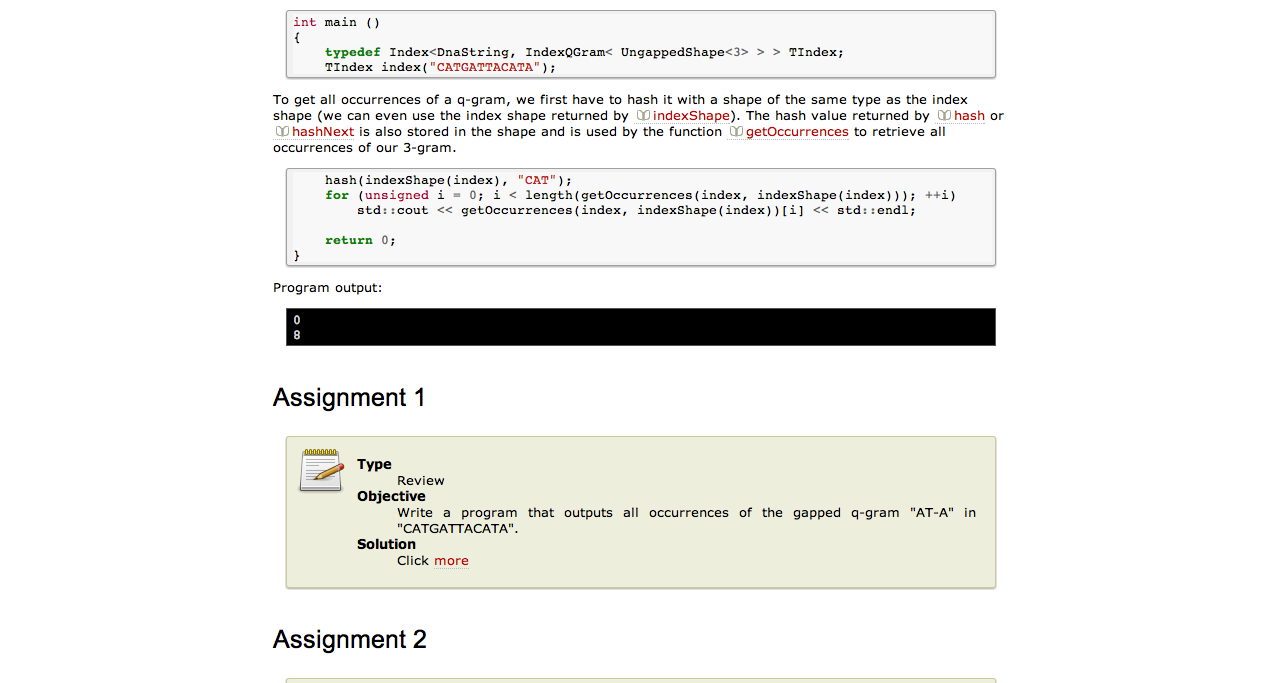 int main ()
{
    typedef Index<DnaString, IndexQGram< UngappedShape<3> > > TIndex;
    TIndex index("CATGATTACATA");
To get all occurrences of a q-gram, we first have to hash it with a shape of the same type as the index
shape (we can even use the index shape returned by indexShape). The hash value returned by hash or
hashNext is also stored in the shape and is used by the function getOccurrences to retrieve all
occurrences of our 3-gram.
    hash(indexShape(index), "CAT");
    for (unsigned i = 0; i < length(getOccurrences(index, indexShape(index))); ++i)
        std::cout << getOccurrences(index, indexShape(index))[i] << std::endl;
    return 0;
}
Program output:
0
8
Assignment 1
Type
Review
Objective
Write a program that outputs all occurrences of the gapped q-gram "AT-A" in
"CATGATTACATA".
Solution
Click more
Assignment 2